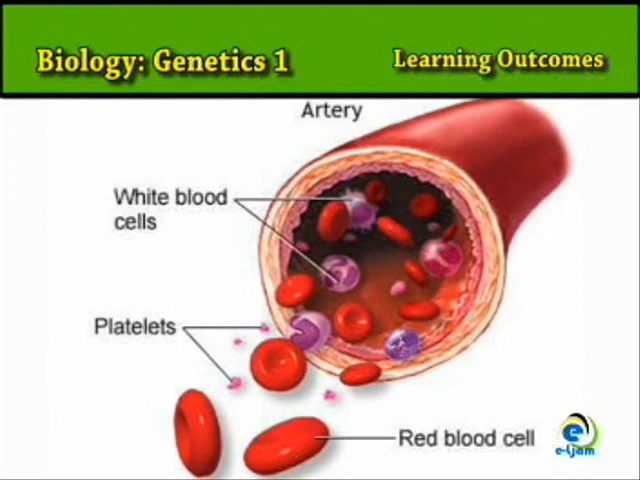 Biology: Genetics 1
Learning Outcomes
Artery
White blood
cells
Platelets
Red blood cell
e-ljam